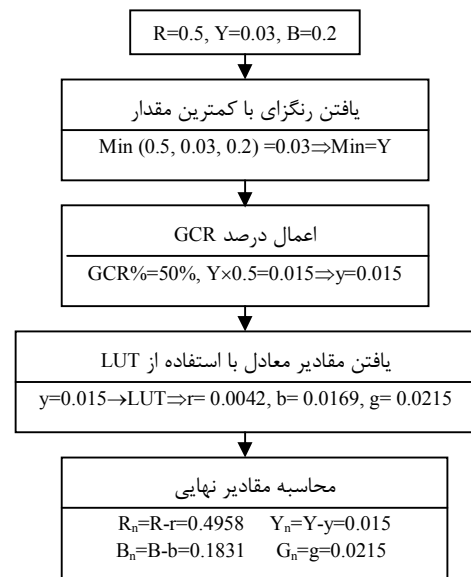 R=0.5, Y=0.03, B=0.2
یافتن رنگزای با کمترین مقدار
Min (0.5, 0.03, 0.2) =0.03⇒Min=Y
اعمال درصد GCR
GCR%=50%, Y×0.5=0.015⇒y=0.015
یافتن مقادیر معادل با استفاده از LUT
y=0.015→LUT⇒r= 0.0042, b= 0.0169, g= 0.0215
محاسبه مقادیر نهایی
Rₙ=R-r=0.4958 Yₙ=Y-y=0.015
Bₙ=B-b=0.1831 Gₙ=g=0.0215